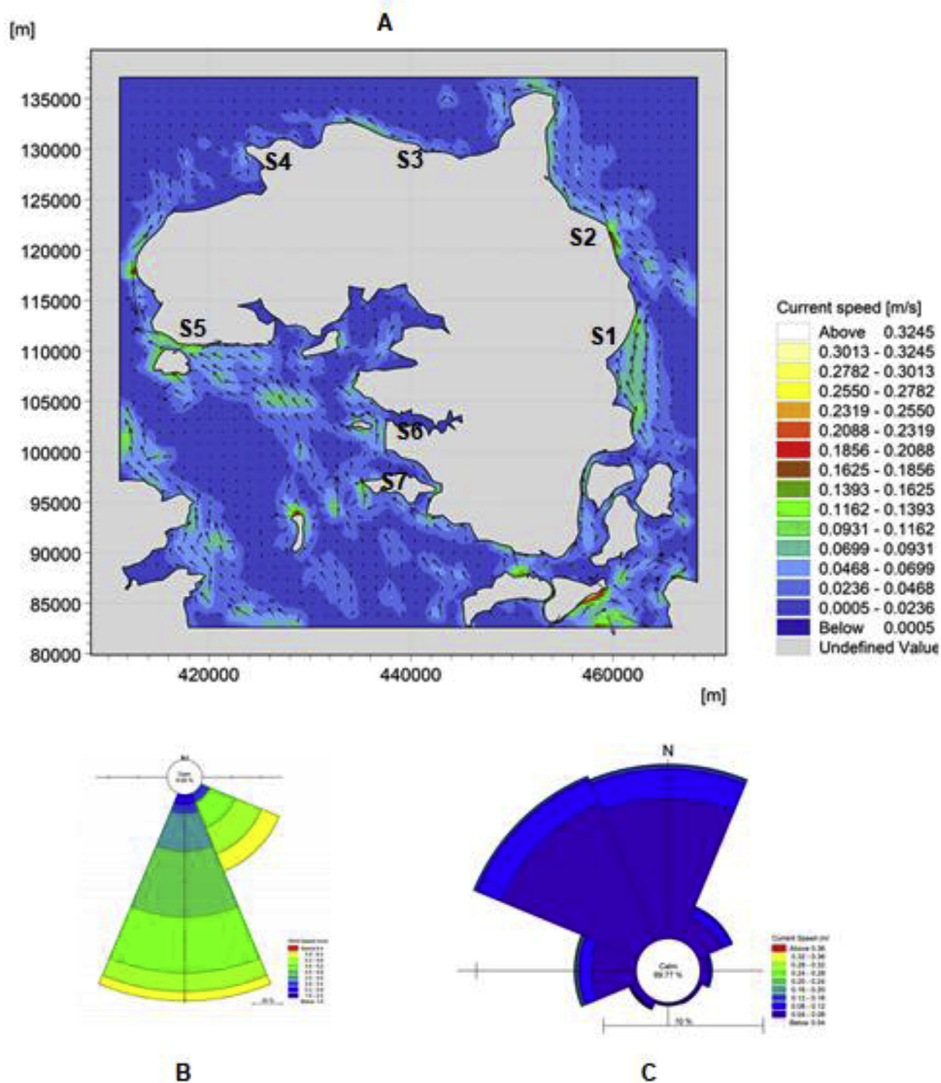 A
[m]
135000
130000
125000
120000
115000
110000
105000
100000
95000
90000
85000
80000
S4
S3
S2
S1
S5
S6
S7
420000
440000
460000
[m]
Current speed [m/s]
Above 0.3245
0.3013 - 0.3245
0.2782 - 0.3013
0.2550 - 0.2782
0.2319 - 0.2550
0.2088 - 0.2319
0.1856 - 0.2088
0.1625 - 0.1856
0.1393 - 0.1625
0.1162 - 0.1393
0.0931 - 0.1162
0.0699 - 0.0931
0.0468 - 0.0699
0.0236 - 0.0468
0.0005 - 0.0236
Below 0.0005
Undefined Value
N
Calm
10 %
Current Speed
Above 0.36
0.32 - 0.36
0.28 - 0.32
0.24 - 0.28
0.20 - 0.24
0.16 - 0.20
0.12 - 0.16
0.08 - 0.12
0.04 - 0.08
Below 0.04
B
C